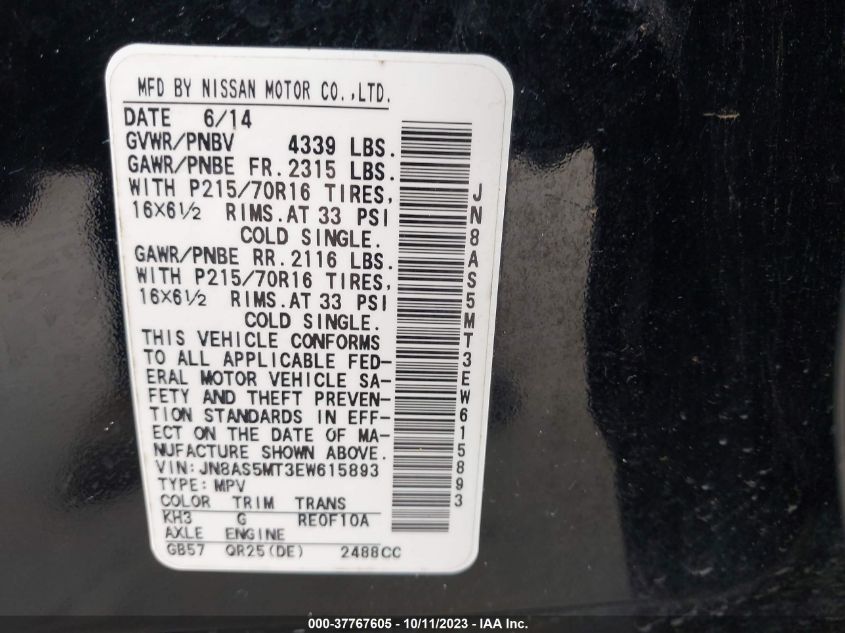 MFD BY NISSAN MOTOR CO.,LTD.
DATE 6/14
GVWR/PNBV 4339 LBS.
GAWR/PNBE FR.2315 LBS.
WITH P215/70R16 TIRES,
16×6½ RIMS.AT 33 PSI
COLD SINGLE.
GAWR/PNBE RR.2116 LBS.
WITH P215/70R16 TIRES,
16×6½ RIMS.AT 33 PSI
COLD SINGLE.
THIS VEHICLE CONFORMS
TO ALL APPLICABLE FED-
ERAL MOTOR VEHICLE SA-
FETY AND THEFT PREVEN-
TION STANDARDS IN EFF-
ECT ON THE DATE OF MA-
NUFACTURE SHOWN ABOVE.
VIN:JN8AS5MT3EW615893
TYPE:MPV
COLOR TRIM TRANS
KH3 G RE0F10A
AXLE ENGINE
GB57 QR25(DE) 2488CC
JN8AS5MT3EW615893
000-37767605 - 10/11/2023 - IAA Inc.